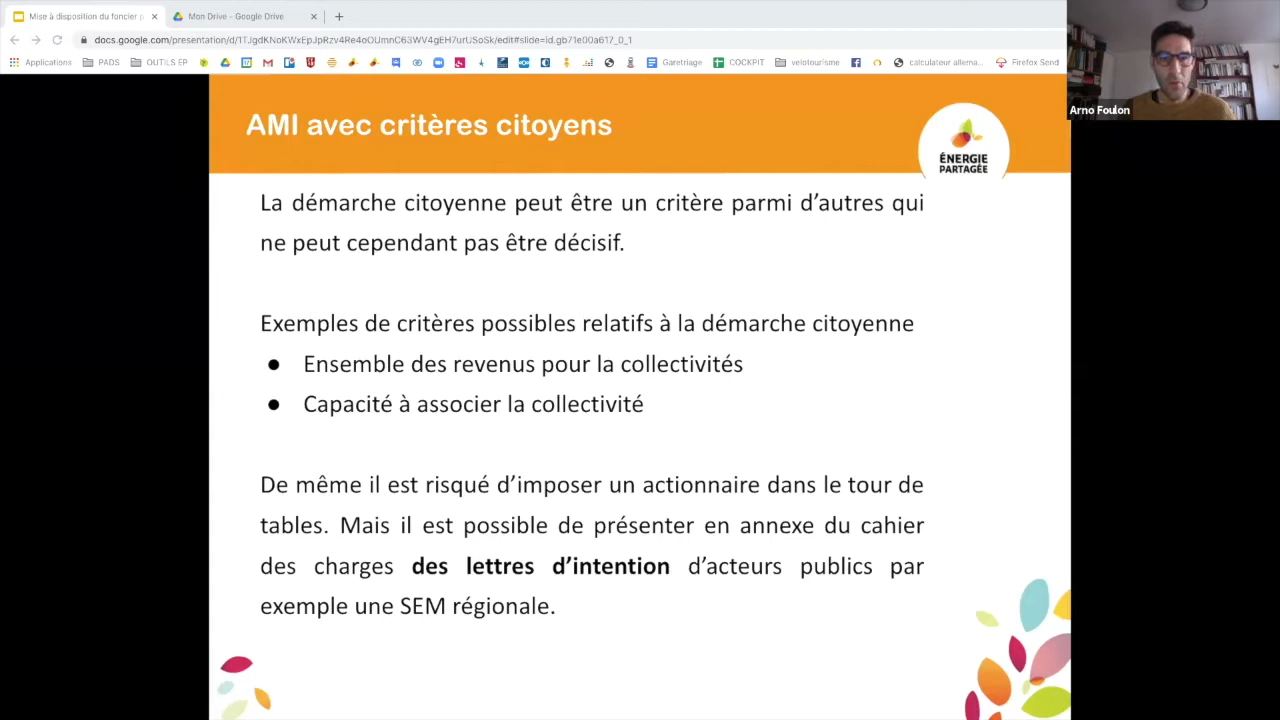 Mise à disposition du foncier p
Mon Drive - Google Drive
docs.google.com/presentation/d/1TJgdKNoKWxEpJpRzv4Re4oOUmnC63WV4gEH7urUSoSk/edit#slide=id.gb71e00a617_0_1
Applications PADS OUTILS EP Garetriage COCKPIT velotourisme calculateur allema... Firefox Send
Arno Foulon
AMI avec critères citoyens
ÉNERGIE
PARTAGÉE
La démarche citoyenne peut être un critère parmi d’autres qui
ne peut cependant pas être décisif.
Exemples de critères possibles relatifs à la démarche citoyenne
● Ensemble des revenus pour la collectivités
● Capacité à associer la collectivité
De même il est risqué d’imposer un actionnaire dans le tour de
tables. Mais il est possible de présenter en annexe du cahier
des charges des lettres d’intention d’acteurs publics par
exemple une SEM régionale.